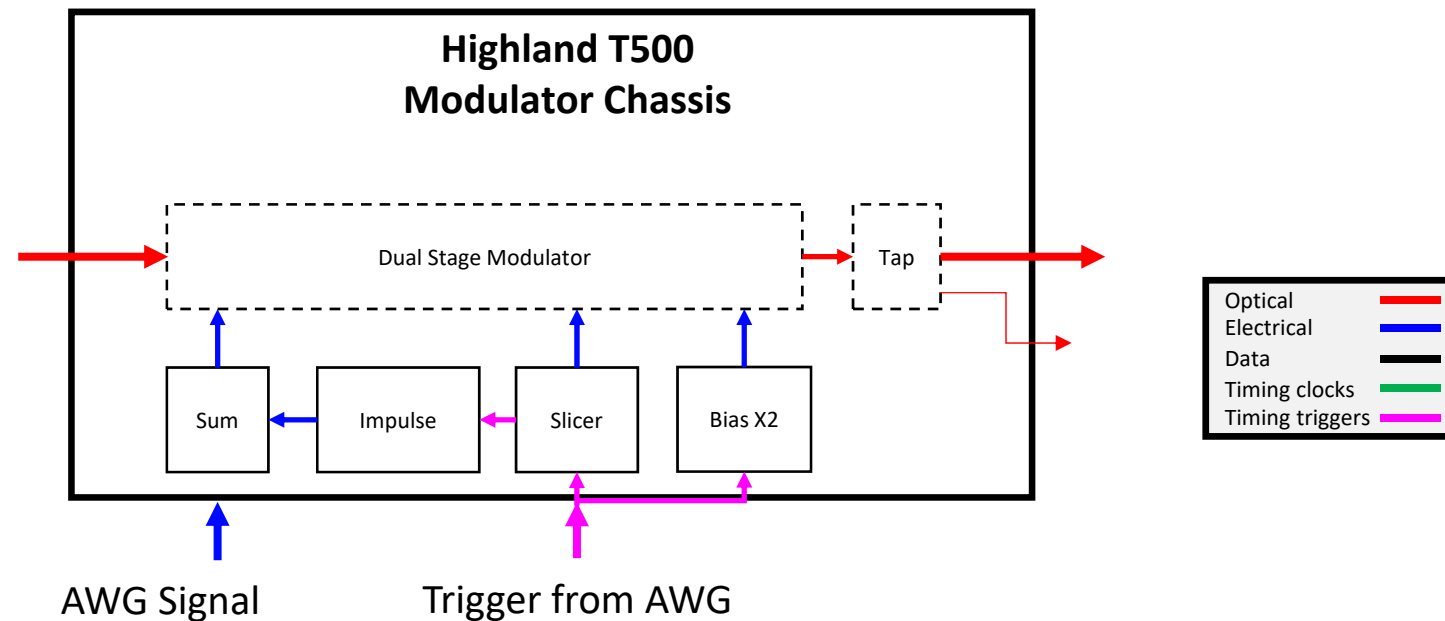 Highland T500
Modulator Chassis
Dual Stage Modulator
Tap
Sum
Impulse
Slicer
Bias X2
AWG Signal
Trigger from AWG
Optical
Electrical
Data
Timing clocks
Timing triggers